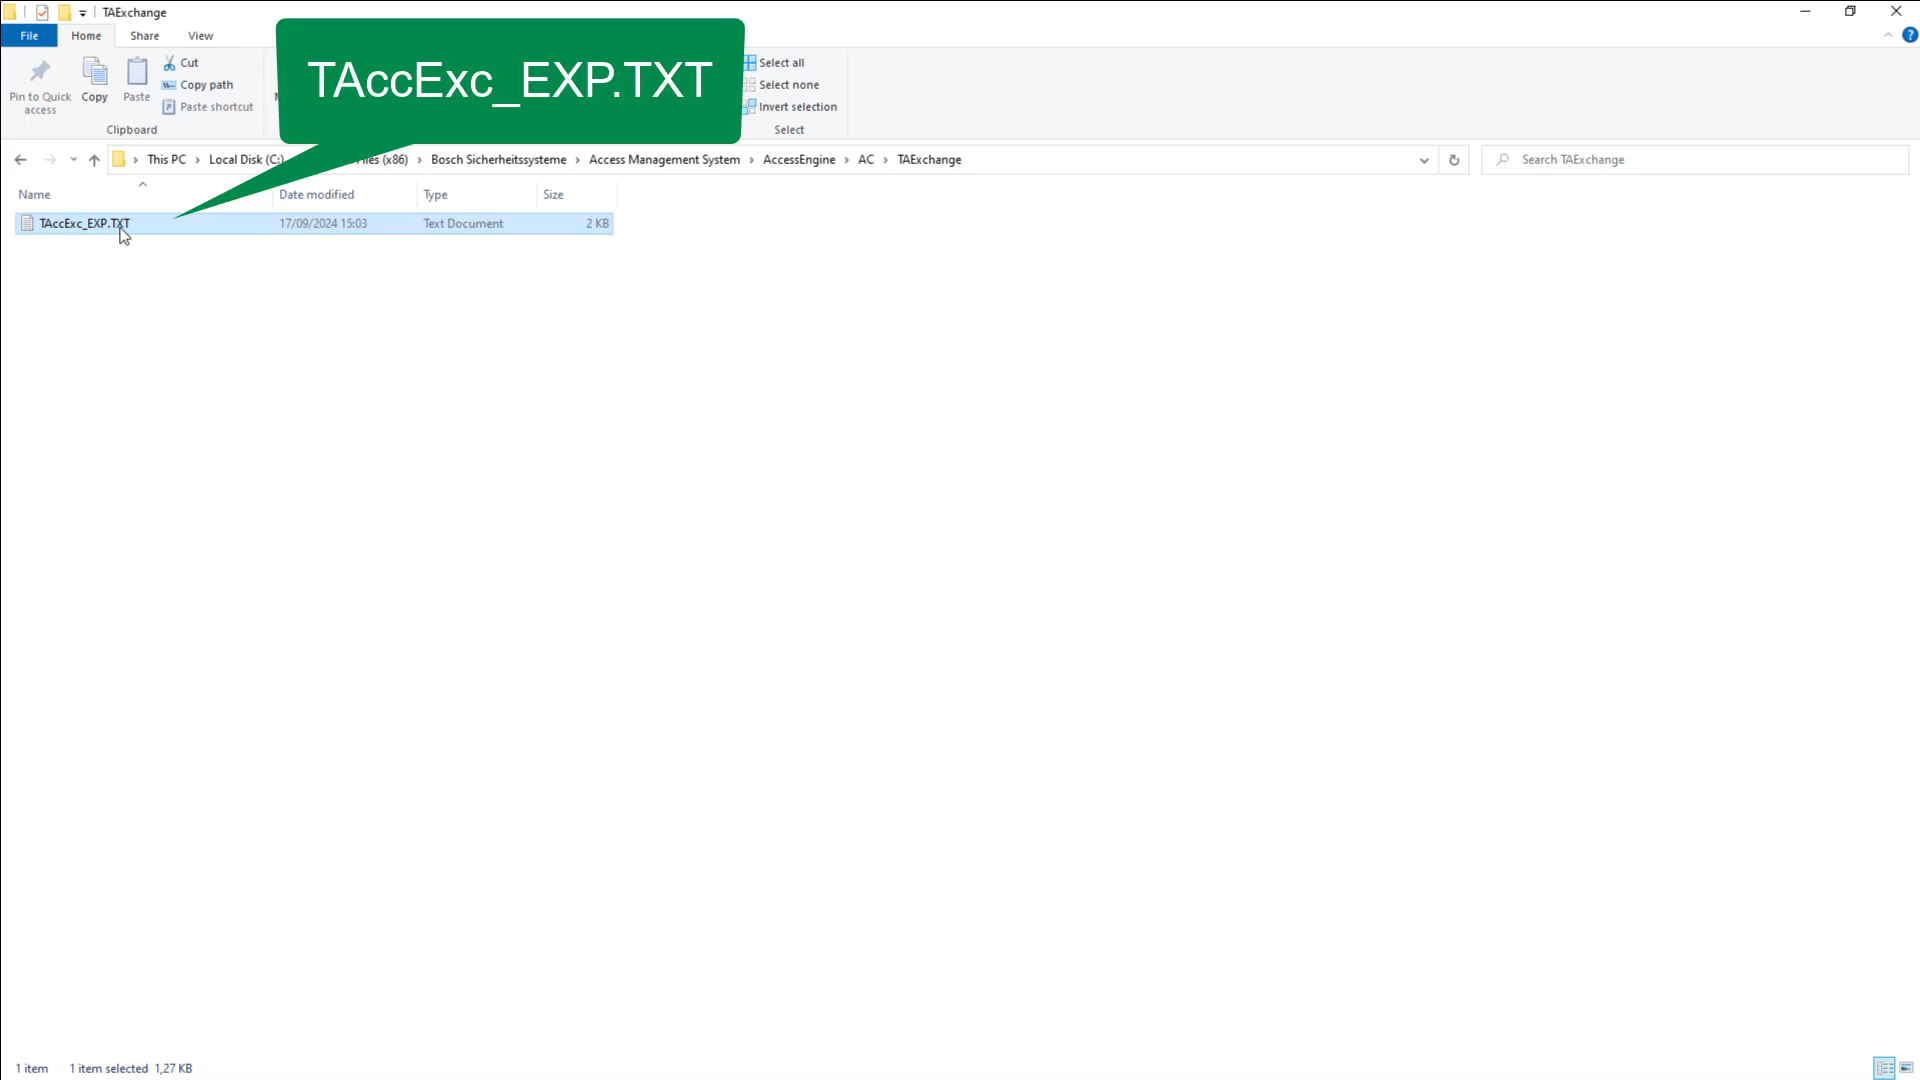 TAExchange
File Home Share View
TAccExc_EXP.TXT
Pin to Quick access
Copy
Paste
Cut
Copy path
Paste shortcut
Clipboard
Select all
Select none
Invert selection
Select
This PC Local Disk (C:) (x86) Bosch Sicherheitssysteme Access Management System AccessEngine AC TAExchange
Search TAExchange
Name Date modified Type Size
TAccExc_EXP.TXT 17/09/2024 15:03 Text Document 2 KB
1 item 1 item selected 1,27 KB